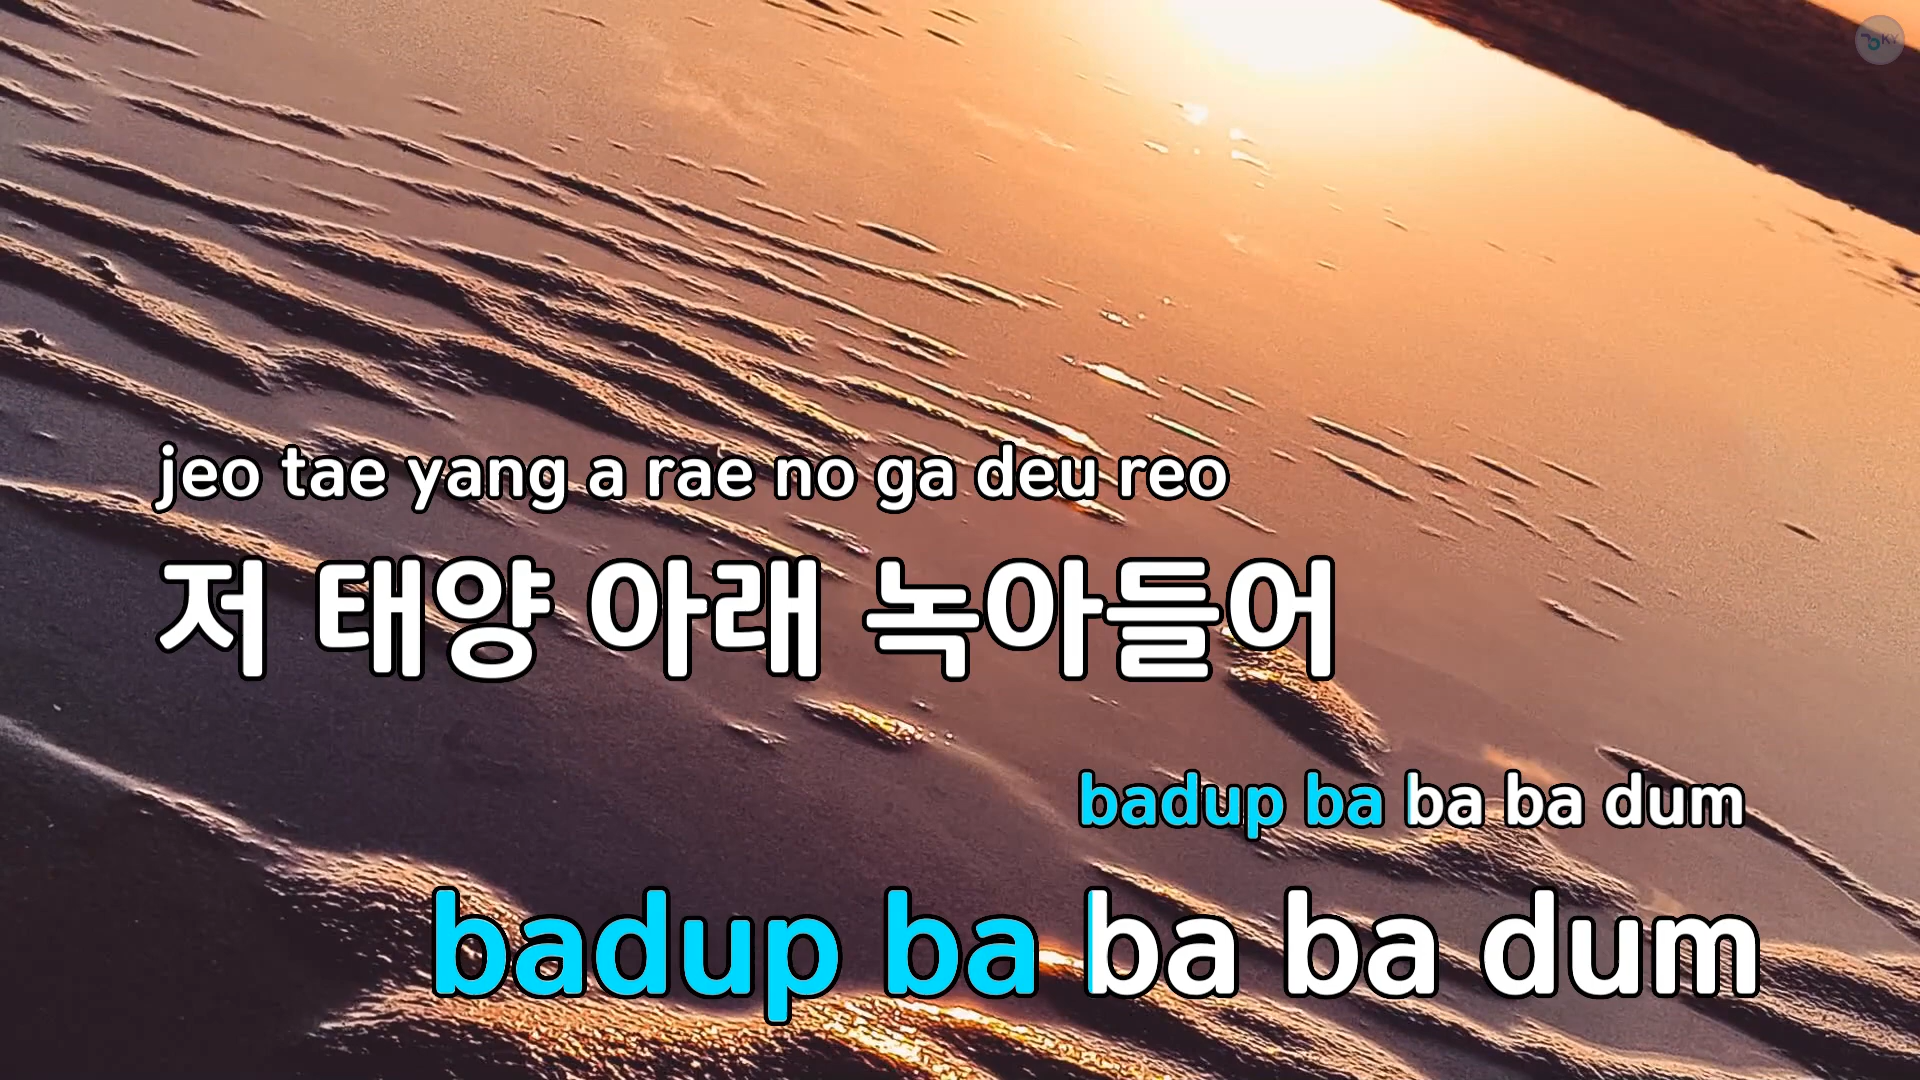 KY
jeo tae yang a rae no ga deu reo
저 태양 아래 녹아들어
badup ba ba ba dum
badup ba ba ba dum